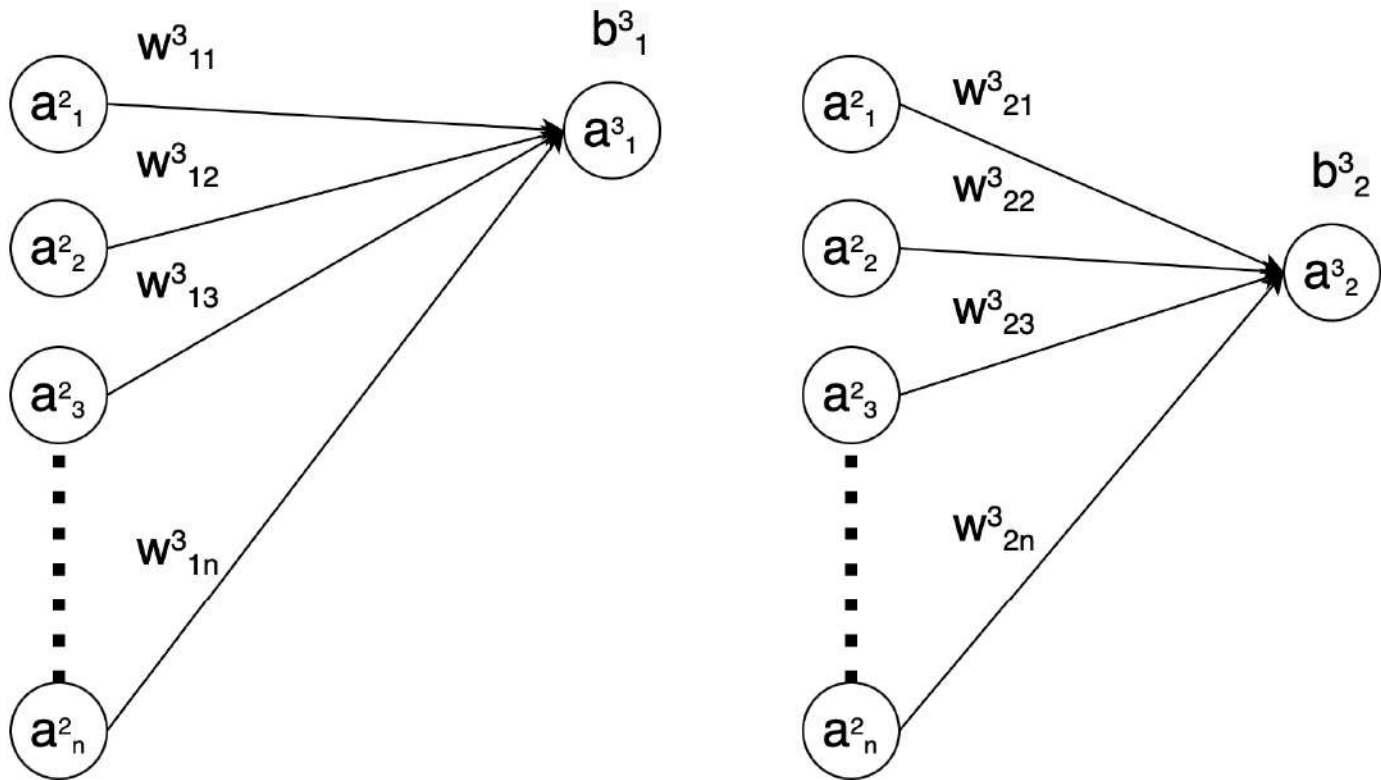 w³₁₁
b³₁
a²₁
a³₁
w³₁₂
a²₂
w³₁₃
a²₃
w³₁ₙ
a²ₙ
a²₁
w³₂₁
b³₂
w³₂₂
a²₂
a³₂
w³₂₃
a²₃
w³₂ₙ
a²ₙ